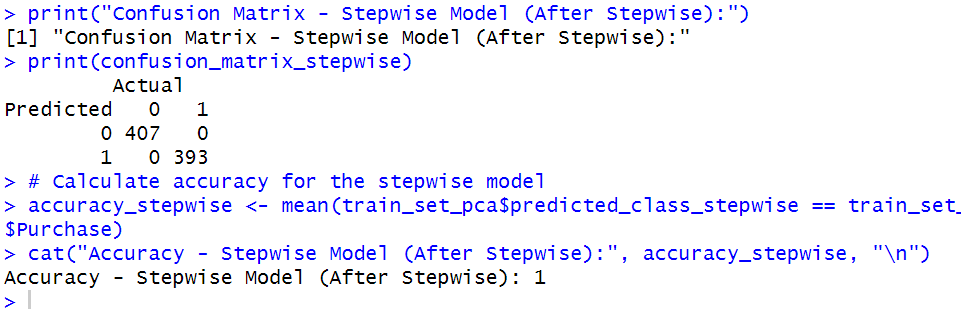 > print("Confusion Matrix - Stepwise Model (After Stepwise):")
[1] "Confusion Matrix - Stepwise Model (After Stepwise):"
> print(confusion_matrix_stepwise)
         Actual
Predicted   0   1
        0 407   0
        1   0 393
> # Calculate accuracy for the stepwise model
> accuracy_stepwise <- mean(train_set_pca$predicted_class_stepwise == train_set_
$Purchase)
> cat("Accuracy - Stepwise Model (After Stepwise):", accuracy_stepwise, "\n")
Accuracy - Stepwise Model (After Stepwise): 1
>